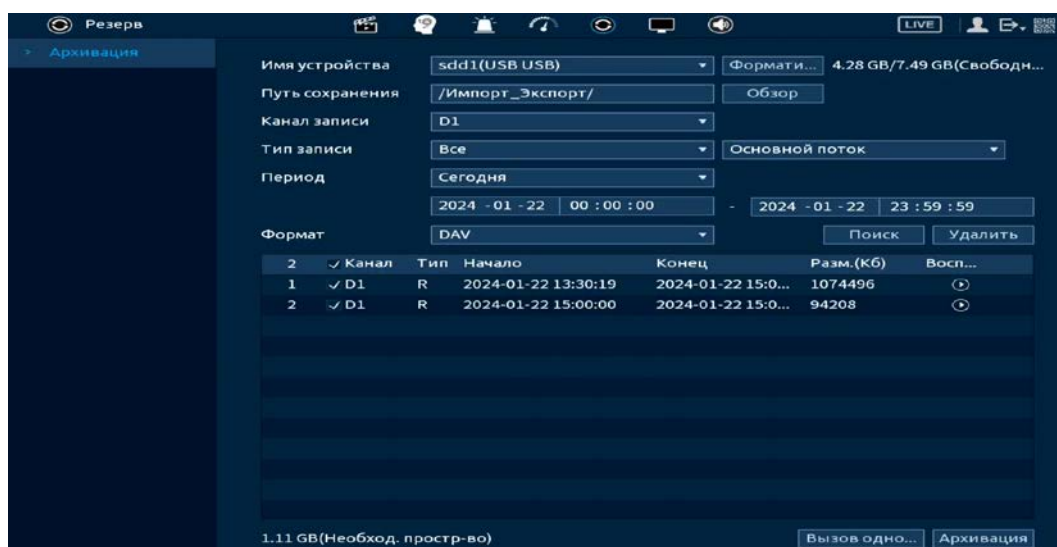 Резерв LIVE
> Архивация
Имя устройства sdd1(USB USB) Формати... 4.28 GB/7.49 GB(Свободн...
Путь сохранения /Импорт_Экспорт/ Обзор
Канал записи D1
Тип записи Все Основной поток
Период Сегодня
2024 -01 -22 00 : 00 : 00 - 2024 -01 -22 23 : 59 : 59
Формат DAV Поиск Удалить
2 Канал Тип Начало Конец Разм.(Кб) Восп...
1 D1 R 2024-01-22 13:30:19 2024-01-22 15:0... 1074496
2 D1 R 2024-01-22 15:00:00 2024-01-22 15:0... 94208
1.11 GB(Необход. простр-во) Вызов одно... Архивация